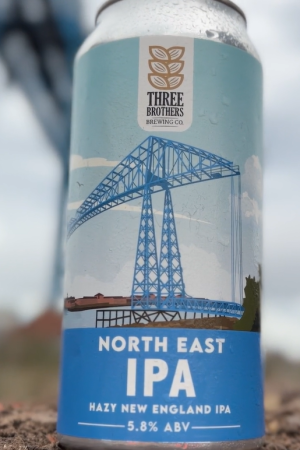 THREE
BROTHERS
BREWING CO.
NORTH EAST
IPA
HAZY NEW ENGLAND IPA
5.8% ABV